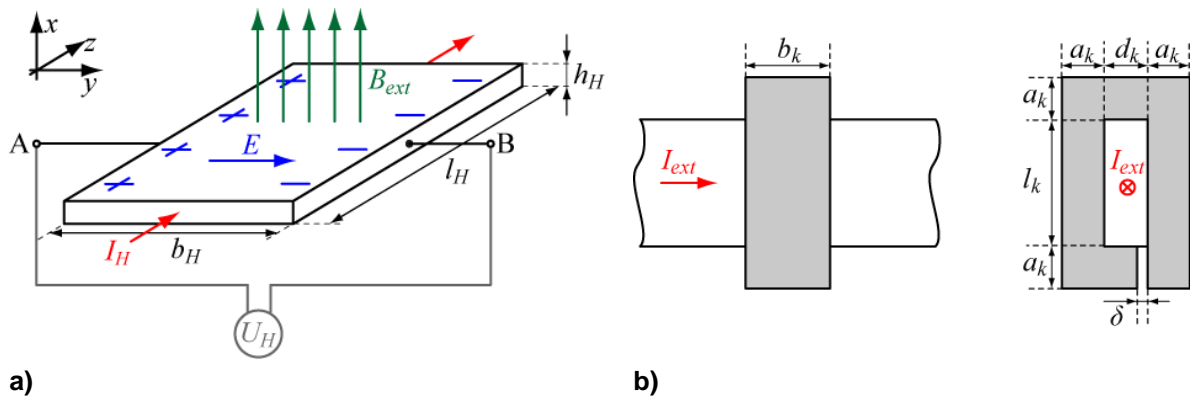 x
z
y
B_ext
h_H
A
E
B
l_H
I_H
b_H
U_H
a)
b_k
I_ext
a_k d_k a_k
a_k
l_k
I_ext
a_k
δ
b)